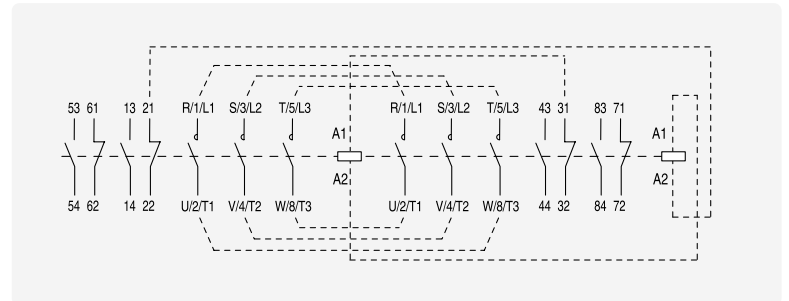 53 61 13 21 R/1/L1 S/3/L2 T/5/L3 R/1/L1 S/3/L2 T/5/L3 43 31 83 71
A1 A1
A2 A2
54 62 14 22 U/2/T1 V/4/T2 W/8/T3 U/2/T1 V/4/T2 W/8/T3 44 32 84 72